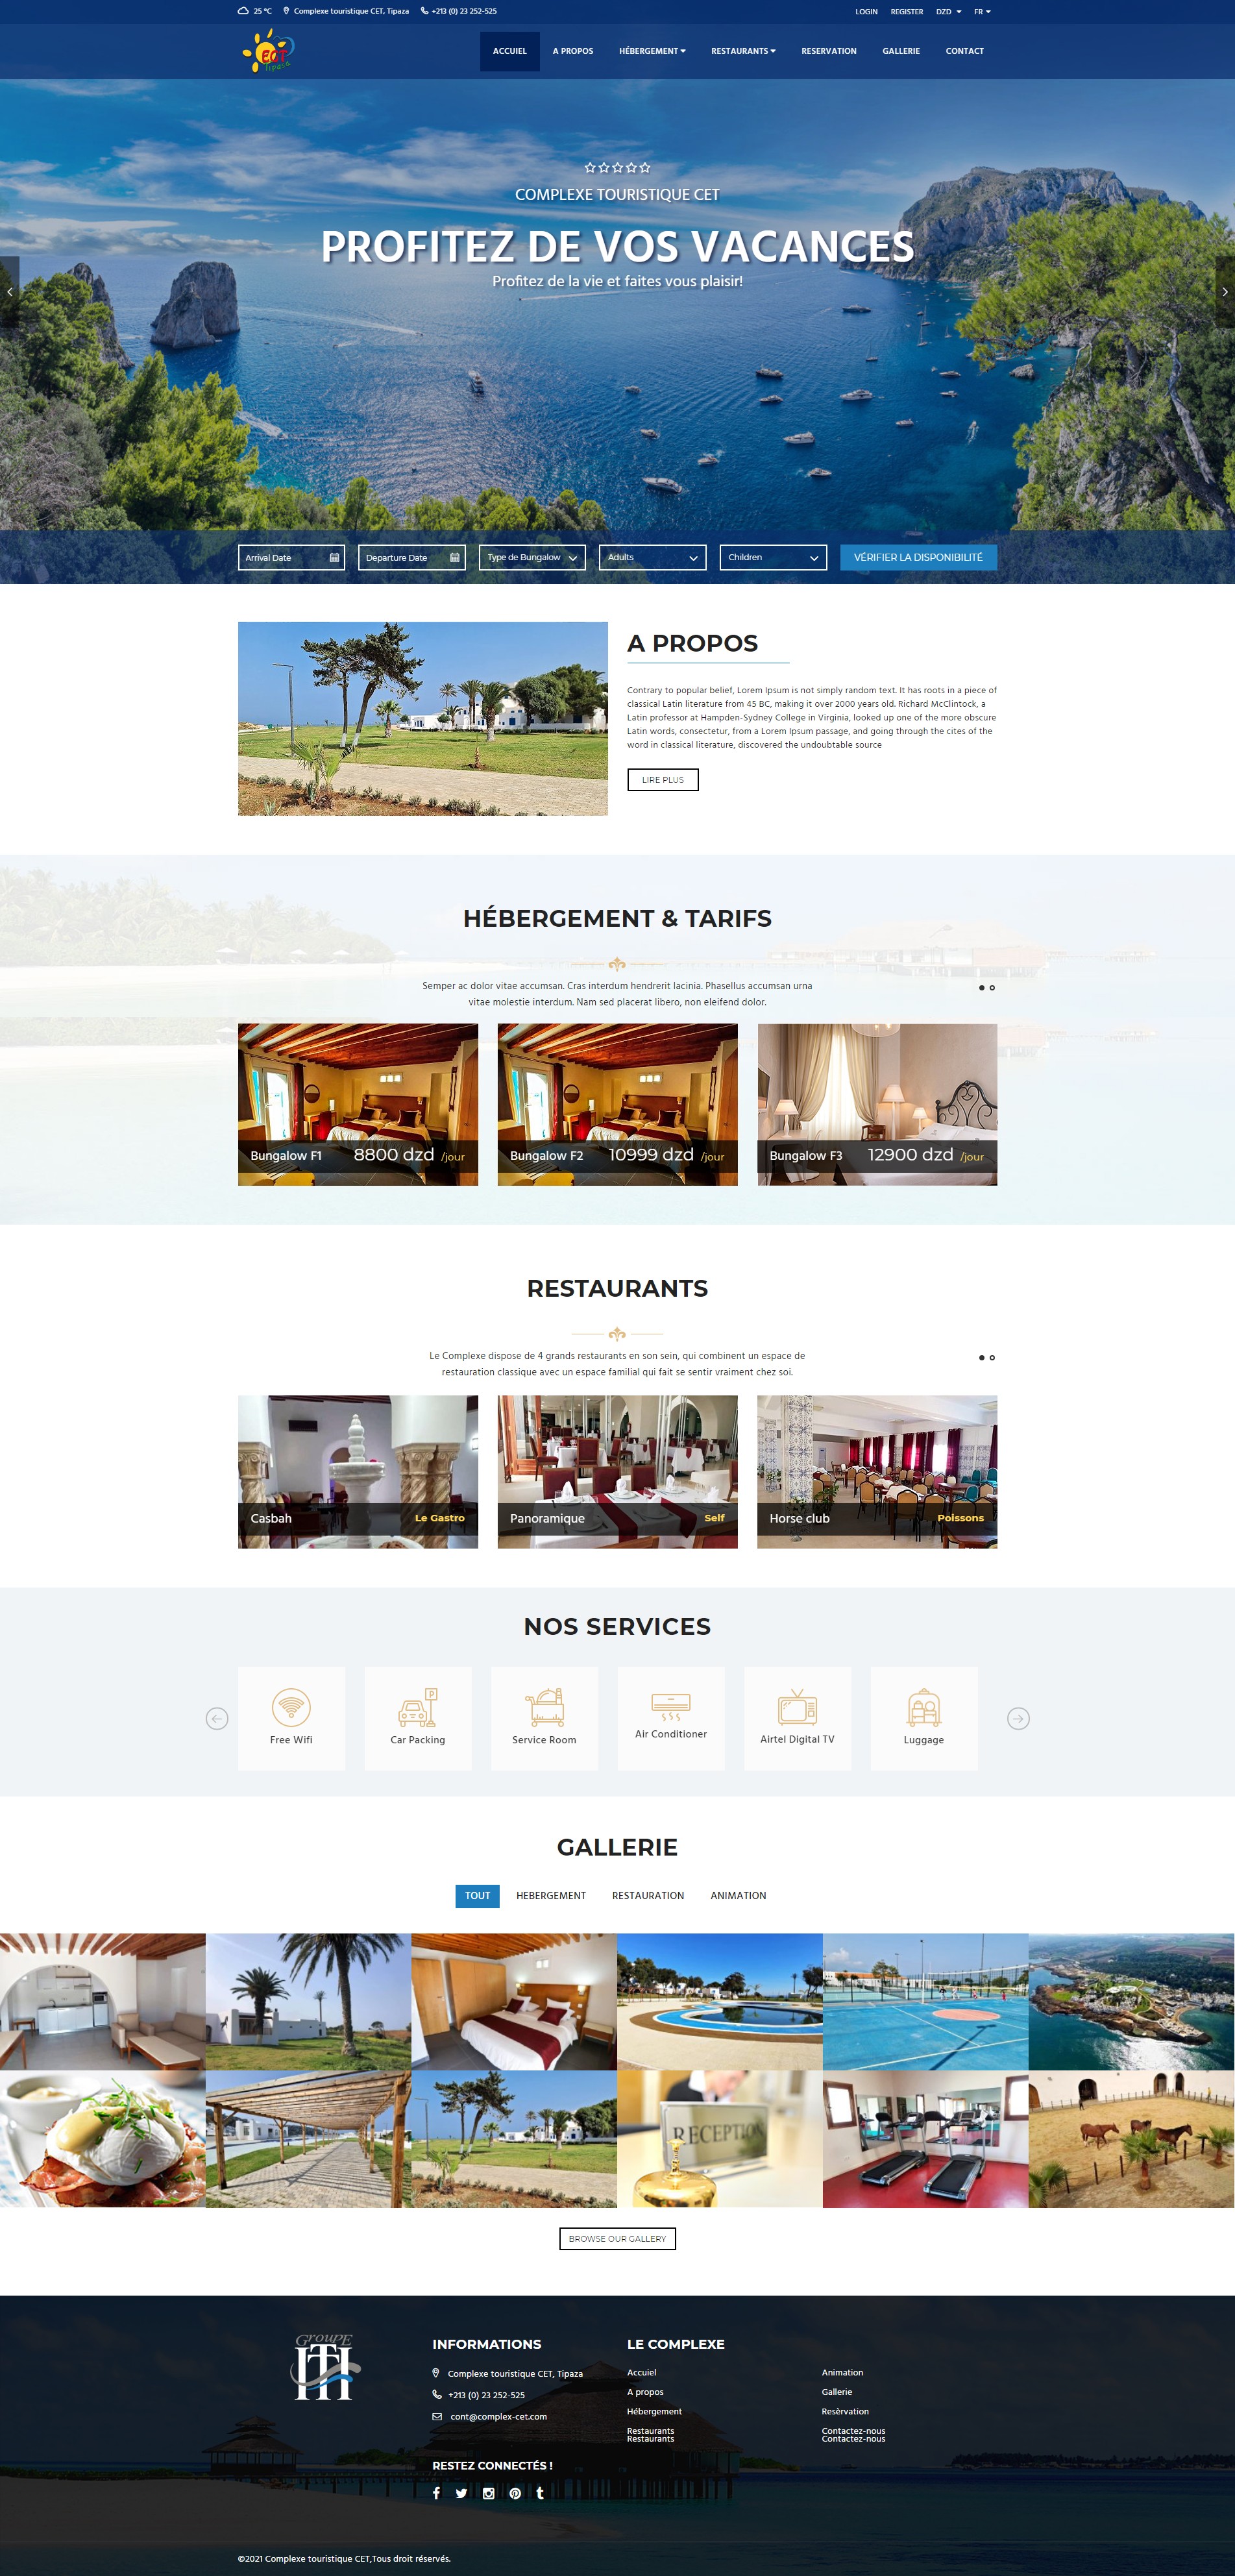 25 °C Complexe touristique CET, Tipaza +213 (0) 23 252-525 LOGIN REGISTER DZD FR
CET tipaza
ACCUIEL A PROPOS HÉBERGEMENT RESTAURANTS RESERVATION GALLERIE CONTACT
COMPLEXE TOURISTIQUE CET
PROFITEZ DE VOS VACANCES
Profitez de la vie et faites vous plaisir!
Arrival Date Departure Date Type de Bungalow Adults Children VÉRIFIER LA DISPONIBILITÉ
A PROPOS
Contrary to popular belief, Lorem Ipsum is not simply random text. It has roots in a piece of
classical Latin literature from 45 BC, making it over 2000 years old. Richard McClintock, a
Latin professor at Hampden-Sydney College in Virginia, looked up one of the more obscure
Latin words, consectetur, from a Lorem Ipsum passage, and going through the cites of the
word in classical literature, discovered the undoubtable source
LIRE PLUS
HÉBERGEMENT & TARIFS
Semper ac dolor vitae accumsan. Cras interdum hendrerit lacinia. Phasellus accumsan urna
vitae molestie interdum. Nam sed placerat libero, non eleifend dolor.
Bungalow F1 8800 dzd /jour
Bungalow F2 10999 dzd /jour
Bungalow F3 12900 dzd /jour
RESTAURANTS
Le Complexe dispose de 4 grands restaurants en son sein, qui combinent un espace de
restauration classique avec un espace familial qui fait se sentir vraiment chez soi.
Casbah Le Gastro
Panoramique Self
Horse club Poissons
NOS SERVICES
P
Free Wifi
Car Packing
Service Room
Air Conditioner
Airtel Digital TV
Luggage
GALLERIE
TOUT HEBERGEMENT RESTAURATION ANIMATION
RECEPTION
BROWSE OUR GALLERY
GROUPE
HTT
INFORMATIONS
Complexe touristique CET, Tipaza
+213 (0) 23 252-525
cont@complex-cet.com
RESTEZ CONNECTÉS !
LE COMPLEXE
Accuiel
A propos
Hébergement
Restaurants
Restaurants
Animation
Gallerie
Resèrvation
Contactez-nous
Contactez-nous
©2021 Complexe touristique CET,Tous droit réservés.